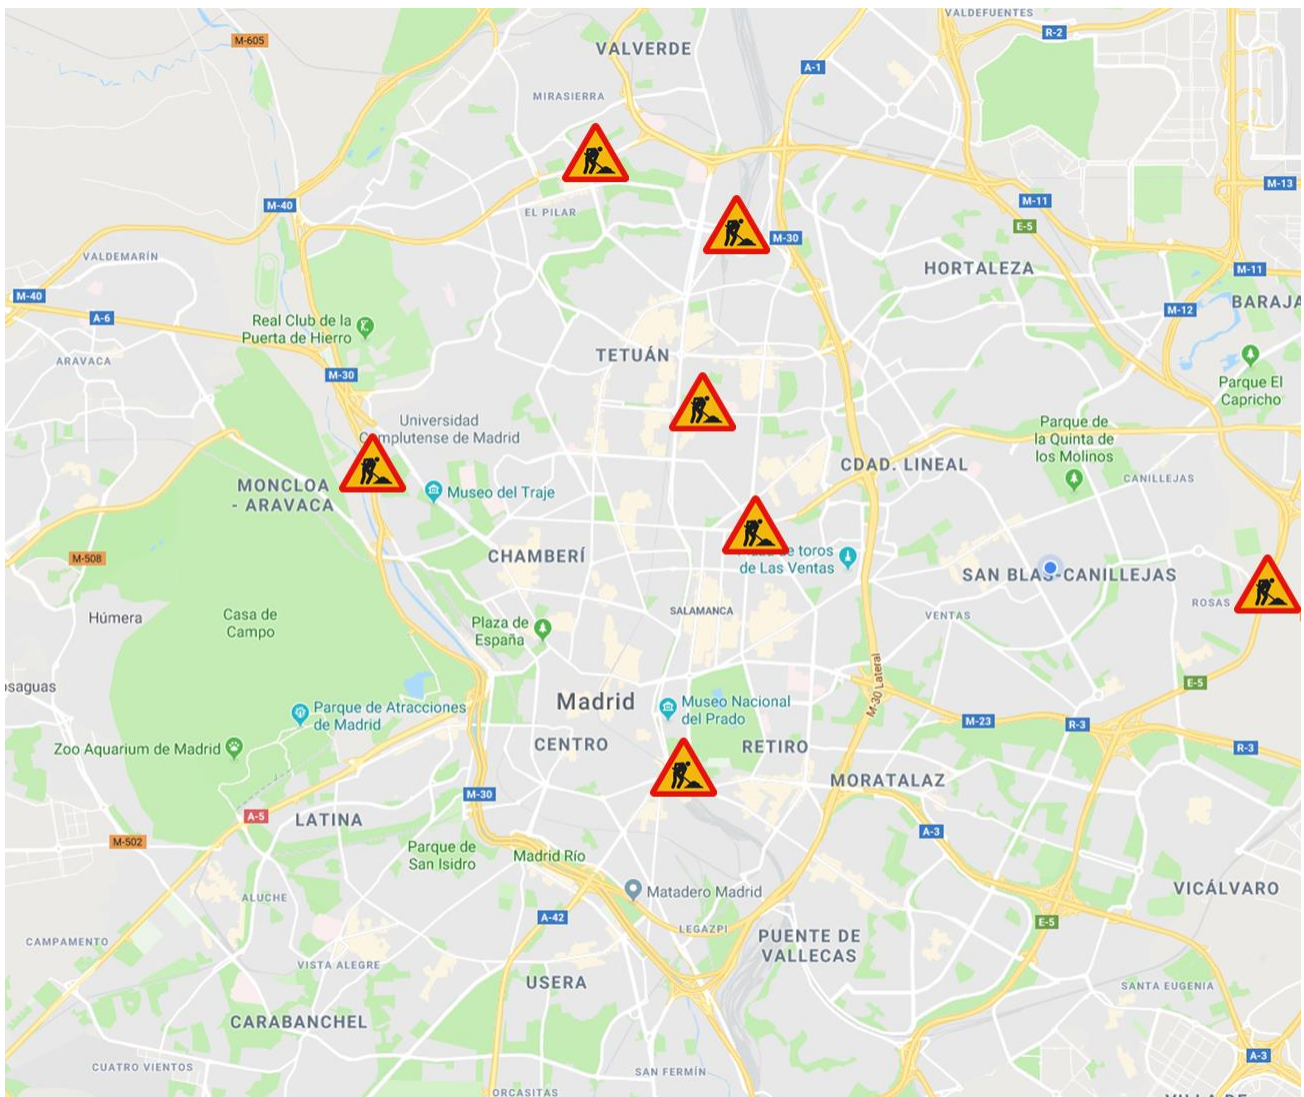 VALDEFUENTES
M-605
R-2
VALVERDE
A-1
MIRASIERRA
M-13
M-11
M-40
EL PILAR
E-5
M-30
VALDEMARÍN
HORTALEZA
M-11
M-40
BARAJA
A-6
M-12
Real Club de la
Puerta de Hierro
TETUÁN
ARAVACA
M-30
Parque El
Capricho
Universidad
Complutense de Madrid
Parque de
la Quinta de
los Molinos
CDAD. LINEAL
CANILLEJAS
MONCLOA
- ARAVACA
Museo del Traje
M-508
CHAMBERÍ
de toros
de Las Ventas
SAN BLAS-CANILLEJAS
ROSAS
Húmera
Casa de
Campo
SALAMANCA
VENTAS
Plaza de
España
M-30 Lateral
osaguas
E-5
Madrid
Museo Nacional
del Prado
Parque de Atracciones
de Madrid
M-23
R-3
Zoo Aquarium de Madrid
CENTRO
RETIRO
R-3
MORATALAZ
M-30
A-5
LATINA
A-3
M-502
Parque de
San Isidro
Madrid Río
Matadero Madrid
VICÁLVARO
ALUCHE
A-42
LEGAZPI
E-5
CAMPAMENTO
PUENTE DE
VALLECAS
VISTA ALEGRE
USERA
SANTA EUGENIA
CARABANCHEL
A-3
CUATRO VIENTOS
SAN FERMÍN
ORCASITAS
VILLA DE